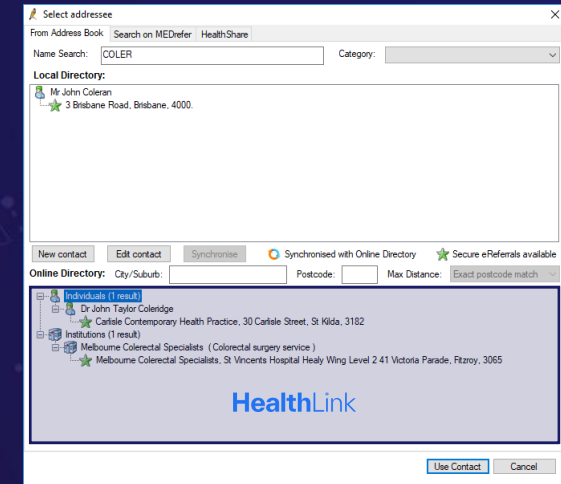 Select addressee
From Address Book Search on MEDrefer HealthShare
Name Search: COLER Category:
Local Directory:
Mr John Coleran
3 Brisbane Road, Brisbane, 4000.
New contact Edit contact Synchronise Synchronised with Online Directory Secure eReferrals available
Online Directory: City/Suburb: Postcode: Max Distance: Exact postcode match
Individuals (1 result)
Dr John Taylor Coleridge
Carlisle Contemporary Health Practice, 30 Carlisle Street, St Kilda, 3182
Institutions (1 result)
Melbourne Colerectal Specialists (Colorectal surgery service )
Melbourne Colerectal Specialists, St Vincents Hospital Healy Wing Level 2 41 Victoria Parade, Fitzroy, 3065
HealthLink
Use Contact Cancel